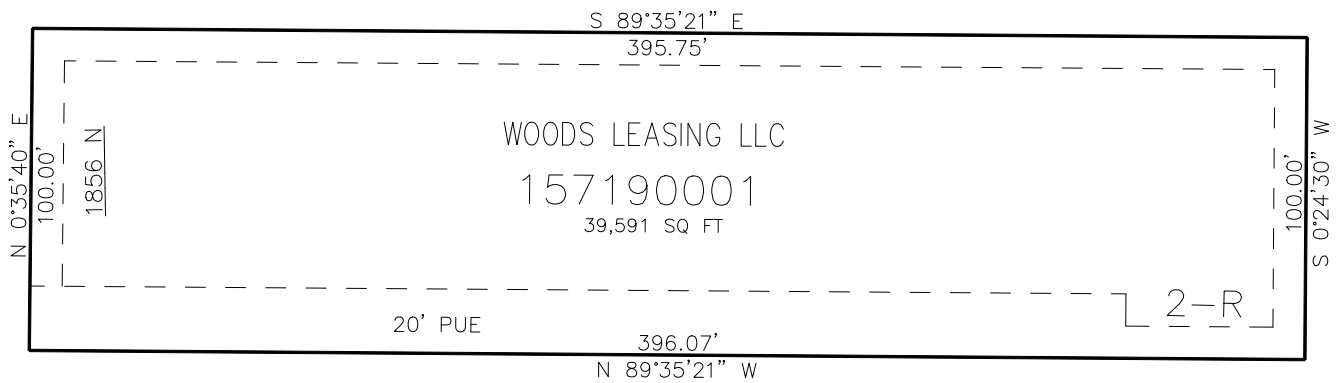 S 89°35'21" E
395.75'
N 0°35'40" E
100.00'
1856 N
WOODS LEASING LLC
157190001
39,591 SQ FT
100.00'
S 0°24'30" W
2-R
20' PUE
396.07'
N 89°35'21" W